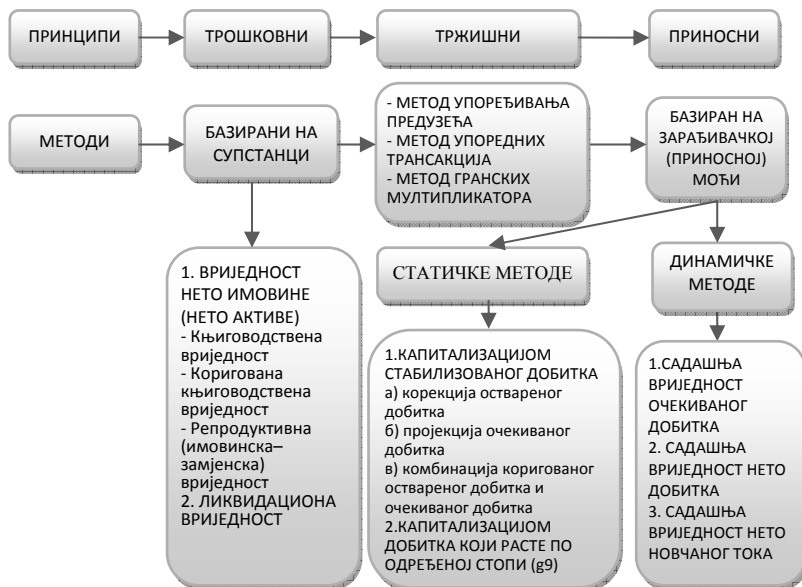 ПРИНЦИПИ
ТРОШКОВНИ
ТРЖИШНИ
ПРИНОСНИ
МЕТОДИ
БАЗИРАНИ НА
СУПСТАНЦИ
- МЕТОД УПОРЕЂИВАЊА
ПРЕДУЗЕЋА
- МЕТОД УПОРЕДНИХ
ТРАНСАКЦИЈА
- МЕТОД ГРАНСКИХ
МУЛТИПЛИКАТОРА
БАЗИРАН НА
ЗАРАЂИВАЧКОЈ
(ПРИНОСНОЈ)
МОЋИ
1. ВРИЈЕДНОСТ
НЕТО ИМОВИНЕ
(НЕТО АКТИВЕ)
- Књиговодствена
вриједност
- Коригована
књиговодствена
вриједност
- Репродуктивна
(имовинска–
замјенска)
вриједност
2. ЛИКВИДАЦИОНА
ВРИЈЕДНОСТ
СТАТИЧКЕ МЕТОДЕ
1.КАПИТАЛИЗАЦИЈОМ
СТАБИЛИЗОВАНОГ ДОБИТКА
а) корекција оствареног
добитка
б) пројекција очекиваног
добитка
в) комбинација коригованог
оствареног добитка и
очекиваног добитка
2.КАПИТАЛИЗАЦИЈОМ
ДОБИТКА КОЈИ РАСТЕ ПО
ОДРЕЂЕНОЈ СТОПИ (g9)
ДИНАМИЧКЕ
МЕТОДЕ
1.САДАШЊА
ВРИЈЕДНОСТ
ОЧЕКИВАНОГ
ДОБИТКА
2. САДАШЊА
ВРИЈЕДНОСТ НЕТО
ДОБИТКА
3. САДАШЊА
ВРИЈЕДНОСТ НЕТО
НОВЧАНОГ ТОКА